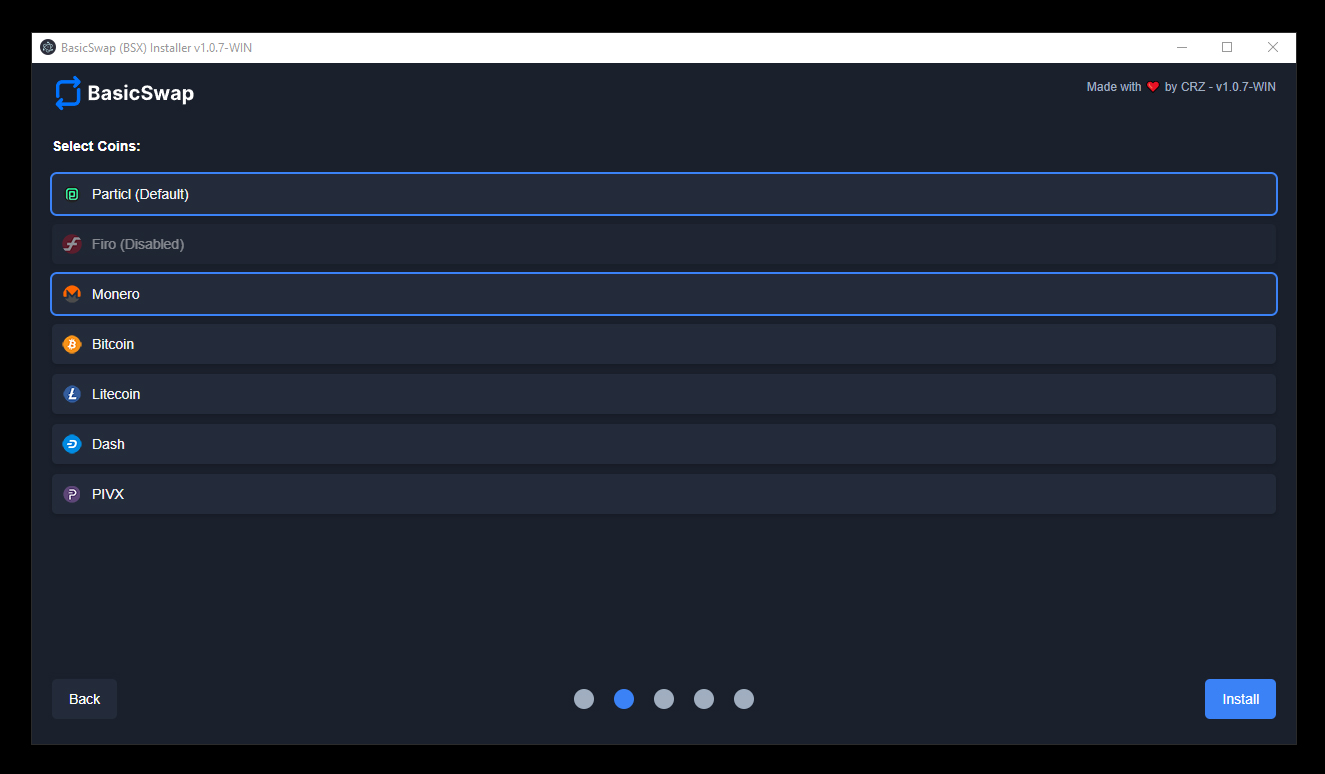 BasicSwap (BSX) Installer v1.0.7-WIN
BasicSwap
Made with ❤ by CRZ - v1.0.7-WIN
Select Coins:
Particl (Default)
Firo (Disabled)
Monero
Bitcoin
Litecoin
Dash
PIVX
Back
Install